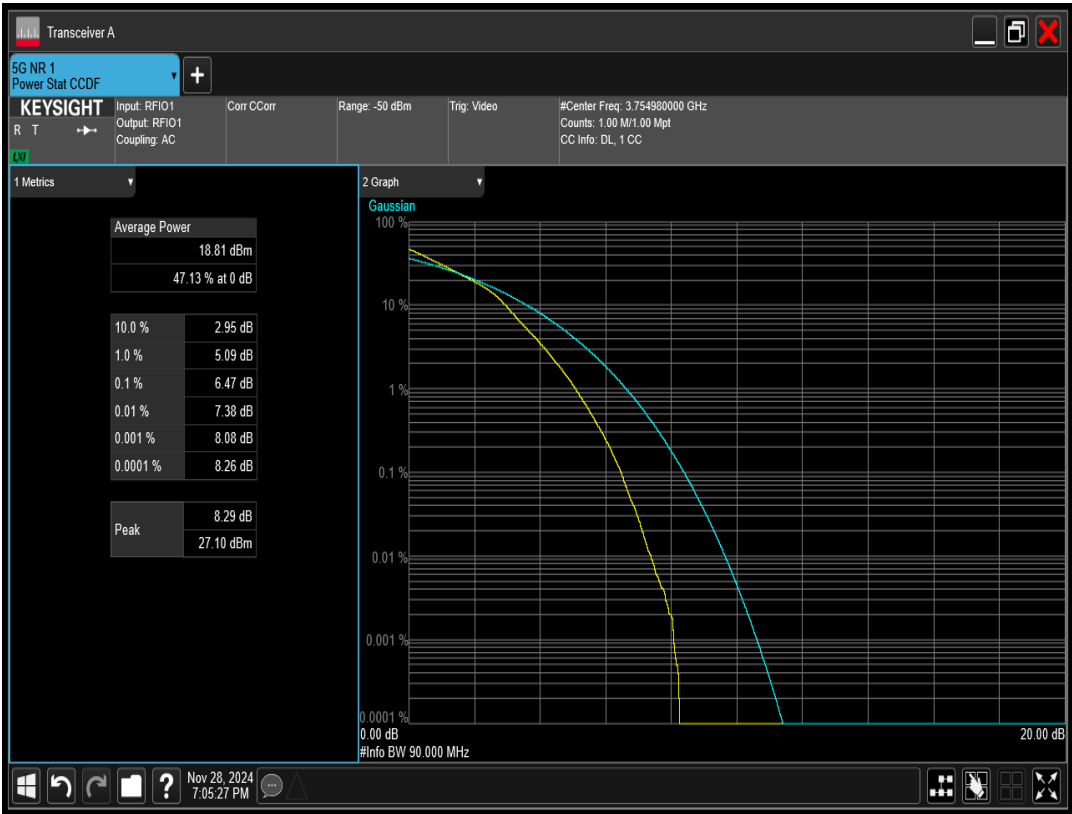 Transceiver A
5G NR 1
Power Stat CCDF
KEYSIGHT
R T
LXI
Input: RFIO1
Output: RFIO1
Coupling: AC
Corr CCorr
Range: -50 dBm
Trig: Video
#Center Freq: 3.754980000 GHz
Counts: 1.00 M/1.00 Mpt
CC Info: DL, 1 CC
1 Metrics
Average Power
18.81 dBm
47.13 % at 0 dB
10.0 % 2.95 dB
1.0 % 5.09 dB
0.1 % 6.47 dB
0.01 % 7.38 dB
0.001 % 8.08 dB
0.0001 % 8.26 dB
Peak
8.29 dB
27.10 dBm
2 Graph
Gaussian
100 %
10 %
1 %
0.1 %
0.01 %
0.001 %
0.0001 %
0.00 dB 20.00 dB
#Info BW 90.000 MHz
?
Nov 28, 2024
7:05:27 PM